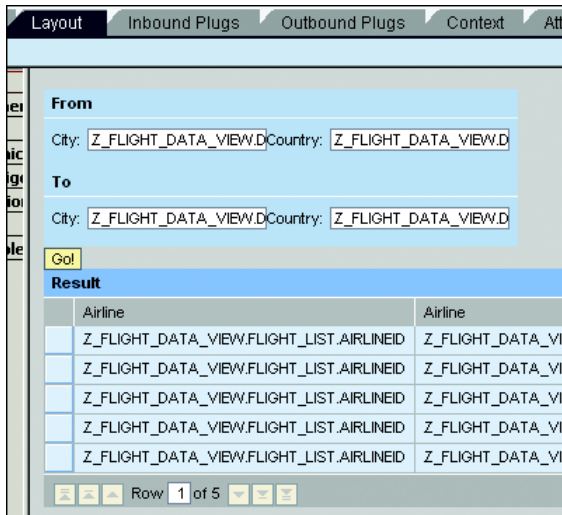 Layout Inbound Plugs Outbound Plugs Context Att
From
City: Z_FLIGHT_DATA_VIEW.D Country: Z_FLIGHT_DATA_VIEW.D
To
City: Z_FLIGHT_DATA_VIEW.D Country: Z_FLIGHT_DATA_VIEW.D
Go!
Result
Airline Airline
Z_FLIGHT_DATA_VIEW.FLIGHT_LIST.AIRLINEID Z_FLIGHT_DATA_VI
Z_FLIGHT_DATA_VIEW.FLIGHT_LIST.AIRLINEID Z_FLIGHT_DATA_VI
Z_FLIGHT_DATA_VIEW.FLIGHT_LIST.AIRLINEID Z_FLIGHT_DATA_VI
Z_FLIGHT_DATA_VIEW.FLIGHT_LIST.AIRLINEID Z_FLIGHT_DATA_VI
Z_FLIGHT_DATA_VIEW.FLIGHT_LIST.AIRLINEID Z_FLIGHT_DATA_VI
Row 1 of 5